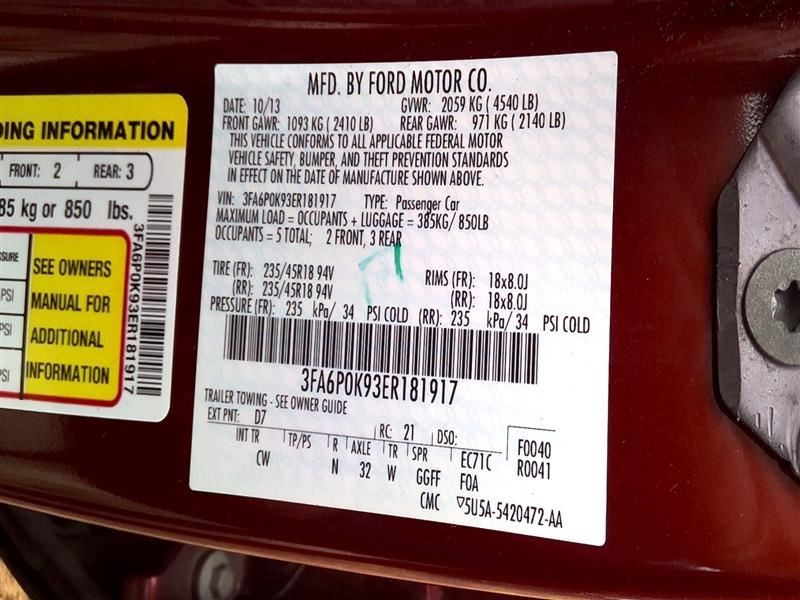 DING INFORMATION
FRONT: 2
REAR: 3
85 kg or 850 lbs.
SSURE
PSI
PSI
PSI
SEE OWNERS
MANUAL FOR
ADDITIONAL
INFORMATION
3FA6P0K93ER181917
MFD. BY FORD MOTOR CO.
DATE: 10/13 GVWR: 2059 KG ( 4540 LB)
FRONT GAWR: 1093 KG ( 2410 LB) REAR GAWR: 971 KG ( 2140 LB)
THIS VEHICLE CONFORMS TO ALL APPLICABLE FEDERAL MOTOR
VEHICLE SAFETY, BUMPER, AND THEFT PREVENTION STANDARDS
IN EFFECT ON THE DATE OF MANUFACTURE SHOWN ABOVE.
VIN: 3FA6P0K93ER181917 TYPE: Passenger Car
MAXIMUM LOAD = OCCUPANTS + LUGGAGE = 385KG/ 850LB
OCCUPANTS = 5 TOTAL; 2 FRONT, 3 REAR
TIRE (FR): 235/45R18 94V RIMS (FR): 18x8.0J
(RR): 235/45R18 94V (RR): 18x8.0J
PRESSURE (FR): 235 kPa/ 34 PSI COLD (RR): 235 kPa/ 34 PSI COLD
3FA6P0K93ER181917
TRAILER TOWING - SEE OWNER GUIDE
EXT PNT: D7 RC: 21 DSO:
INT TR TP/PS R AXLE TR SPR EC71C F0040
CW N 32 W GGFF F0A R0041
CMC ▽5U5A-5420472-AA